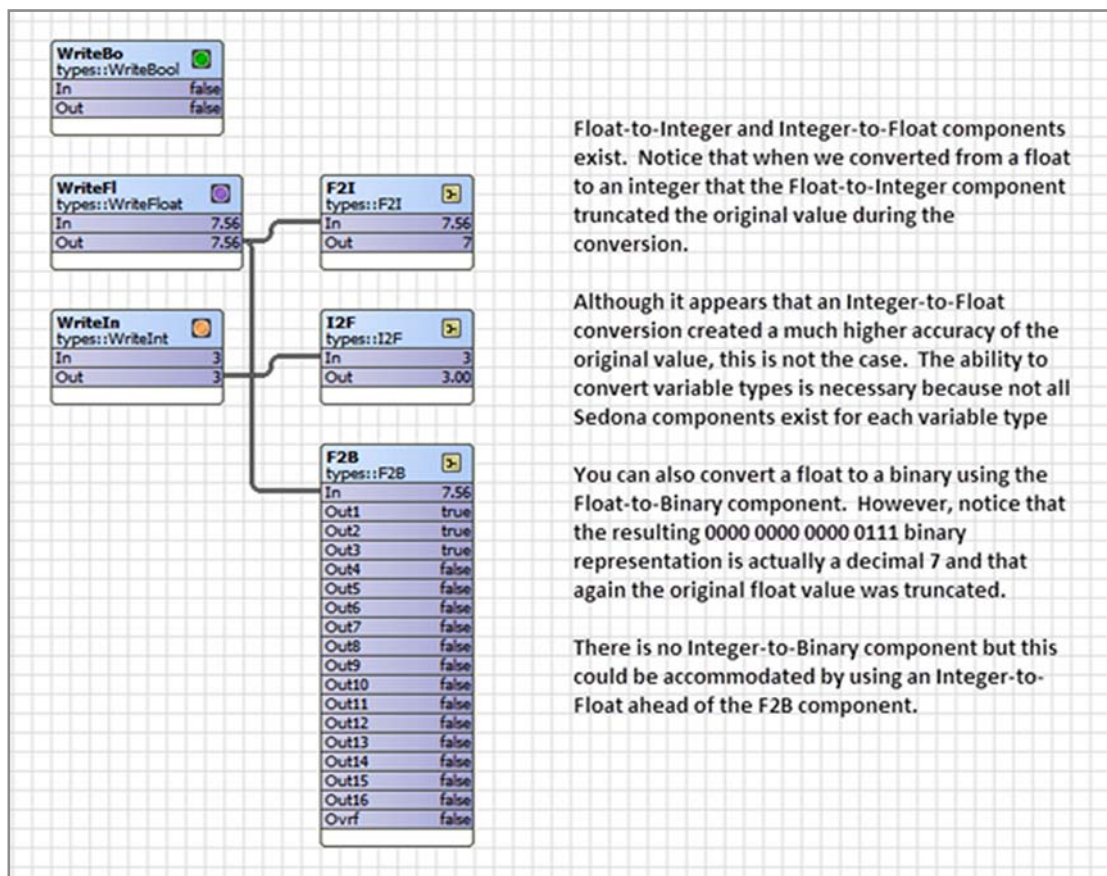 WriteBo
types::WriteBool
In false
Out false
WriteFl
types::WriteFloat
In 7.56
Out 7.56
F2I
types::F2I
In 7.56
Out 7
WriteIn
types::WriteInt
In 3
Out 3
I2F
types::I2F
In 3
Out 3.00
F2B
types::F2B
In 7.56
Out1 true
Out2 true
Out3 true
Out4 false
Out5 false
Out6 false
Out7 false
Out8 false
Out9 false
Out10 false
Out11 false
Out12 false
Out13 false
Out14 false
Out15 false
Out16 false
Ovrf false
Float-to-Integer and Integer-to-Float components
exist. Notice that when we converted from a float
to an integer that the Float-to-Integer component
truncated the original value during the
conversion.
Although it appears that an Integer-to-Float
conversion created a much higher accuracy of the
original value, this is not the case. The ability to
convert variable types is necessary because not all
Sedona components exist for each variable type
You can also convert a float to a binary using the
Float-to-Binary component. However, notice that
the resulting 0000 0000 0000 0111 binary
representation is actually a decimal 7 and that
again the original float value was truncated.
There is no Integer-to-Binary component but this
could be accommodated by using an Integer-to-
Float ahead of the F2B component.